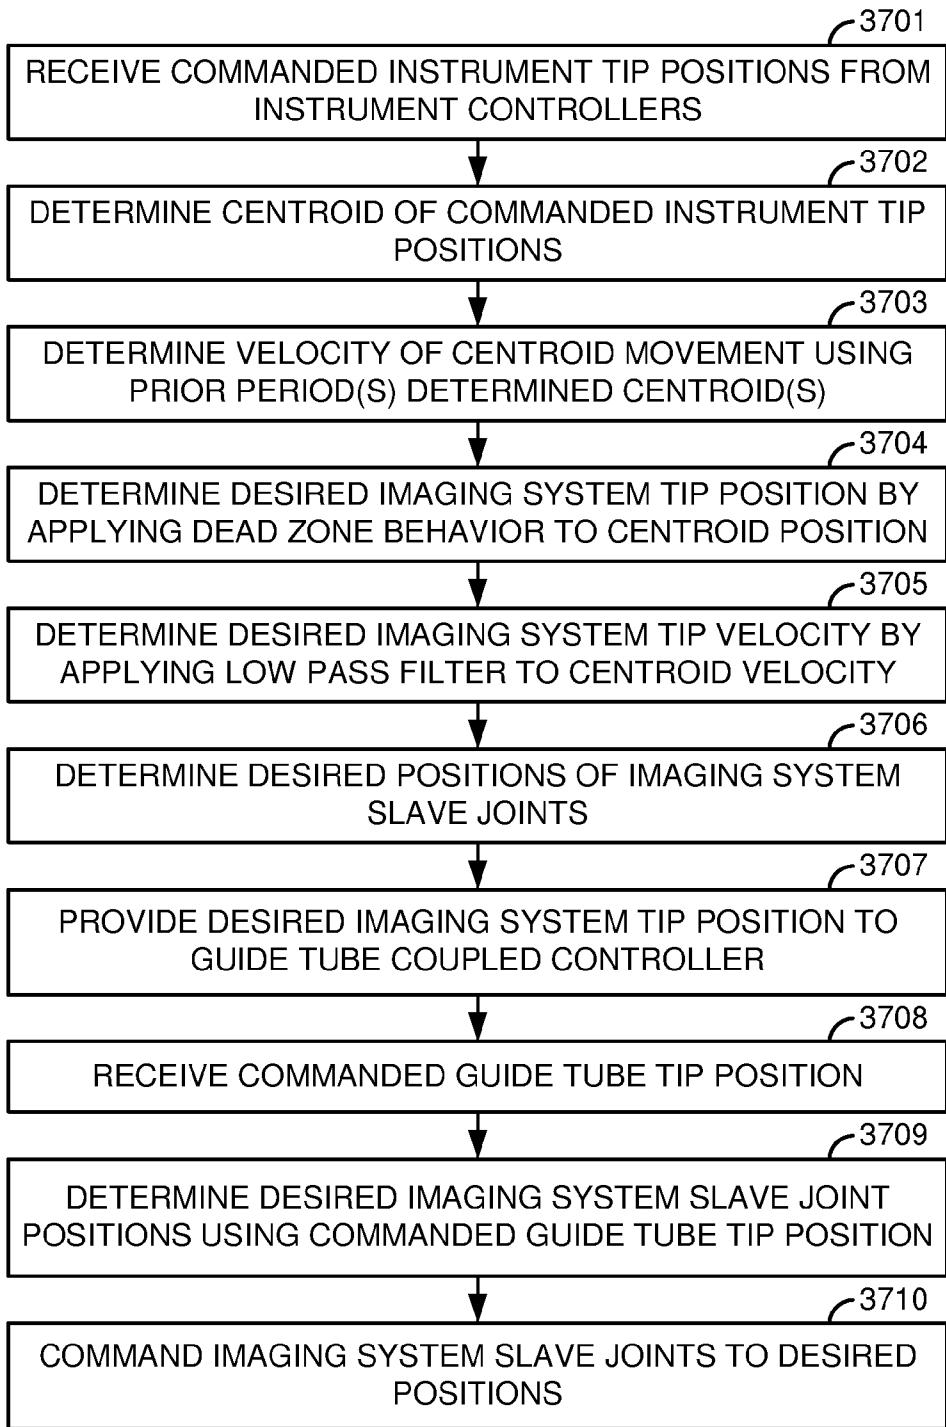 3701
RECEIVE COMMANDED INSTRUMENT TIP POSITIONS FROM
INSTRUMENT CONTROLLERS
3702
DETERMINE CENTROID OF COMMANDED INSTRUMENT TIP
POSITIONS
3703
DETERMINE VELOCITY OF CENTROID MOVEMENT USING
PRIOR PERIOD(S) DETERMINED CENTROID(S)
3704
DETERMINE DESIRED IMAGING SYSTEM TIP POSITION BY
APPLYING DEAD ZONE BEHAVIOR TO CENTROID POSITION
3705
DETERMINE DESIRED IMAGING SYSTEM TIP VELOCITY BY
APPLYING LOW PASS FILTER TO CENTROID VELOCITY
3706
DETERMINE DESIRED POSITIONS OF IMAGING SYSTEM
SLAVE JOINTS
3707
PROVIDE DESIRED IMAGING SYSTEM TIP POSITION TO
GUIDE TUBE COUPLED CONTROLLER
3708
RECEIVE COMMANDED GUIDE TUBE TIP POSITION
3709
DETERMINE DESIRED IMAGING SYSTEM SLAVE JOINT
POSITIONS USING COMMANDED GUIDE TUBE TIP POSITION
3710
COMMAND IMAGING SYSTEM SLAVE JOINTS TO DESIRED
POSITIONS